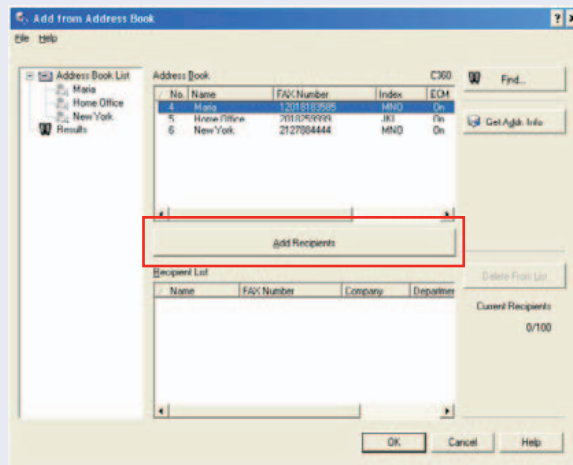 Add from Address Book
File Help
Address Book List
Maria
Home Office
New York
Results
Address Book C360
No. Name FAX Number Index ECM
4 Maria 12018183585 MNO On
5 Home Office 2018259999 JKL On
6 New York 2127884444 MNO On
Add Recipients
Recipient List
Name FAX Number Company Departmen
Find...
Get Addr. Info
Delete From List
Current Recipients
0/100
OK Cancel Help